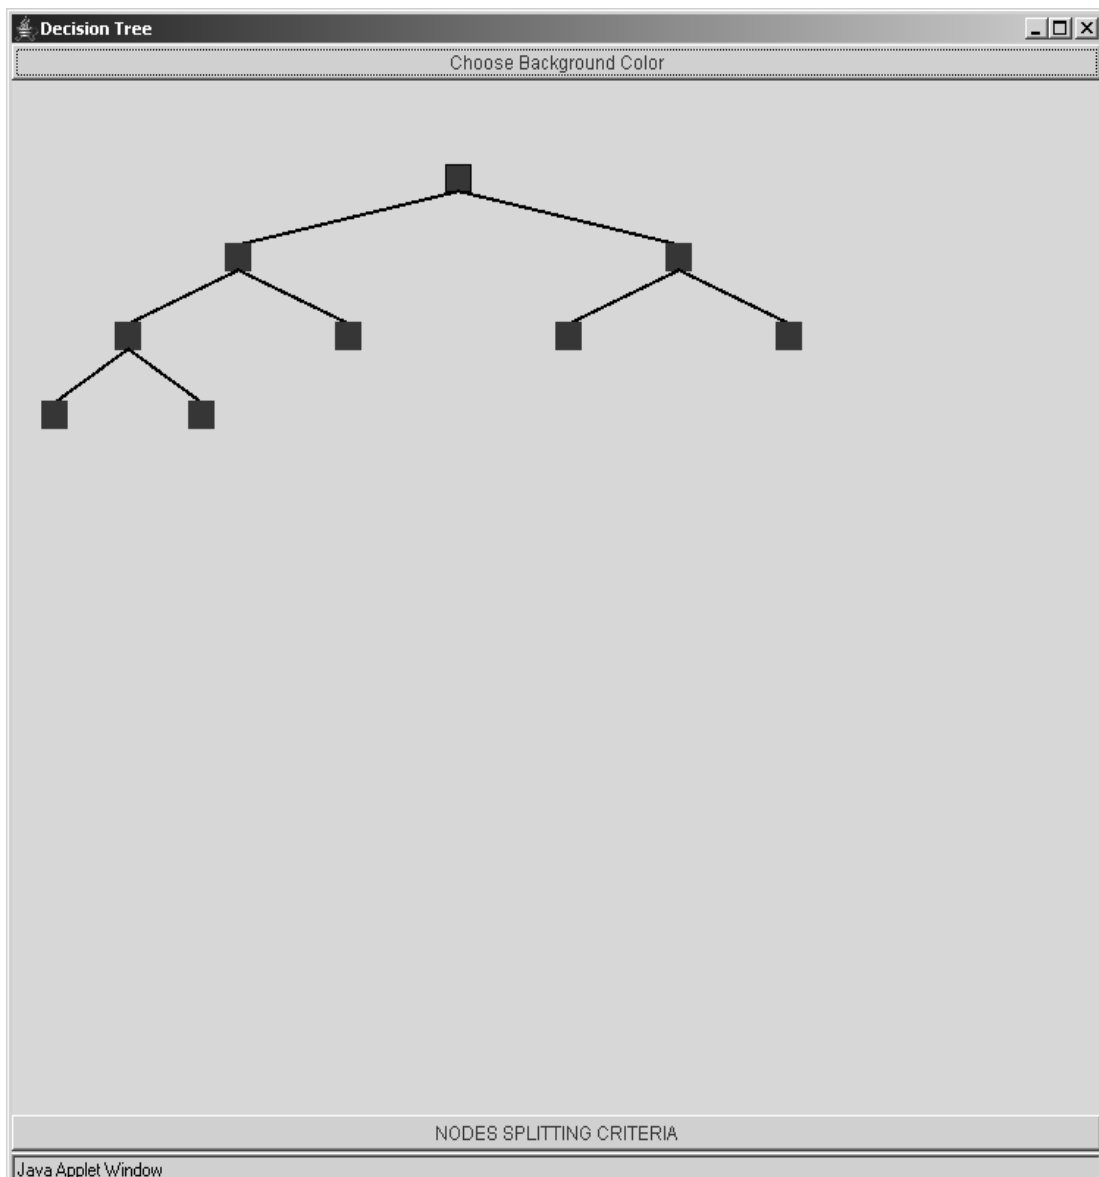 Decision Tree
Choose Background Color
NODES SPLITTING CRITERIA
Java Applet Window